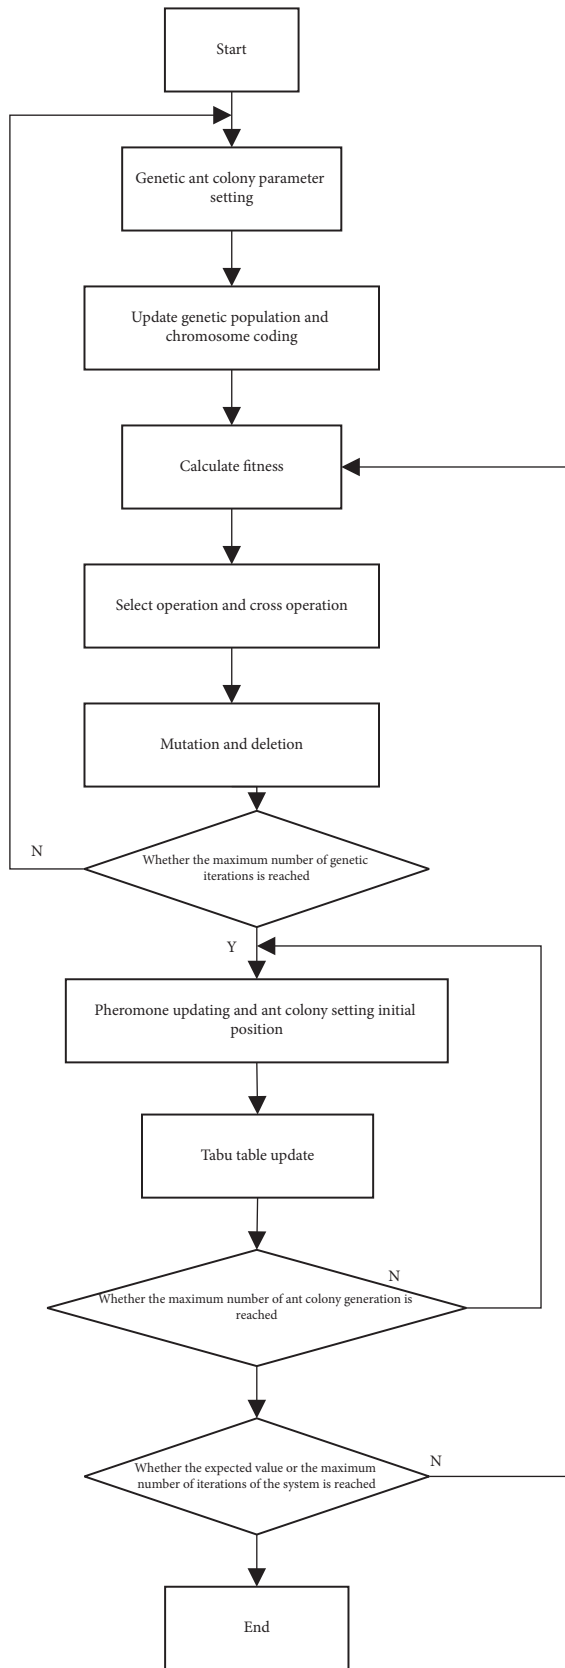 Start
Genetic ant colony parameter
setting
Update genetic population and
chromosome coding
Calculate fitness
Select operation and cross operation
Mutation and deletion
N
Whether the maximum number of genetic
iterations is reached
Y
Pheromone updating and ant colony setting initial
position
Tabu table update
N
Whether the maximum number of ant colony generation is
reached
N
Whether the expected value or the maximum
number of iterations of the system is reached
End